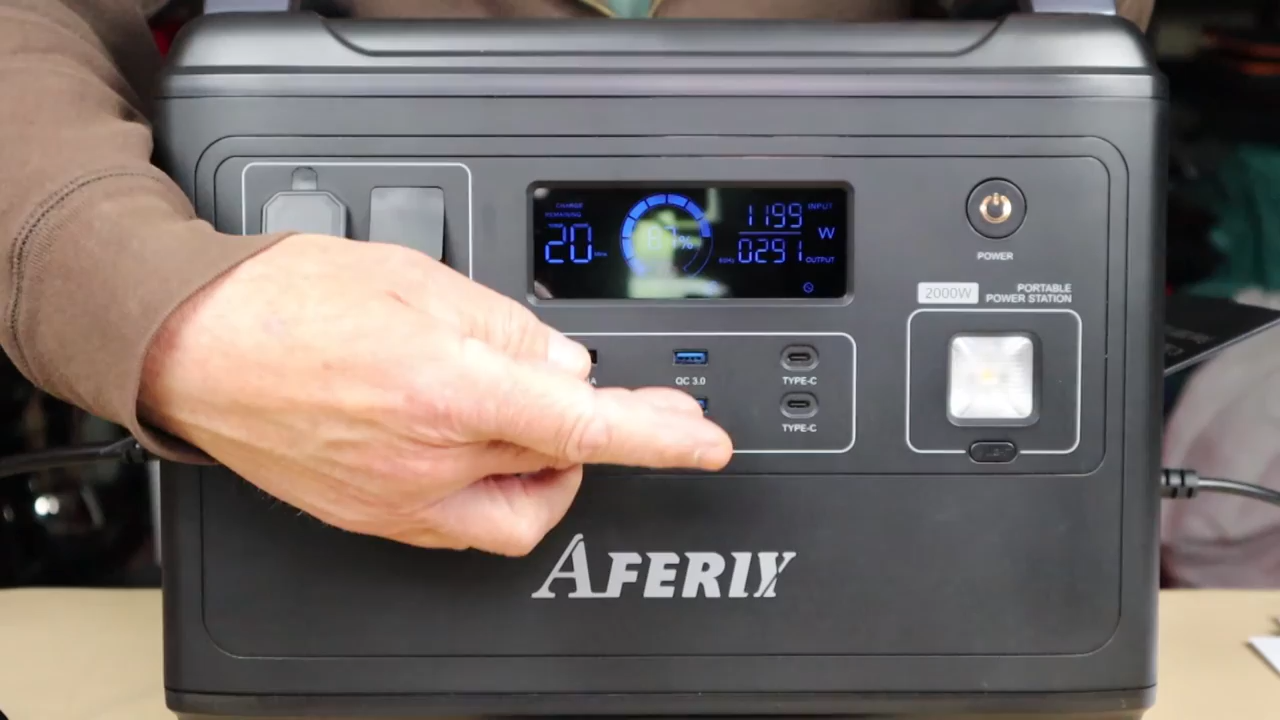 CHARGE
REMAINING
20
%
1199 INPUT
W
0291 OUTPUT
POWER
2000W
PORTABLE
POWER STATION
QC 3.0
TYPE-C
TYPE-C
AFERIY